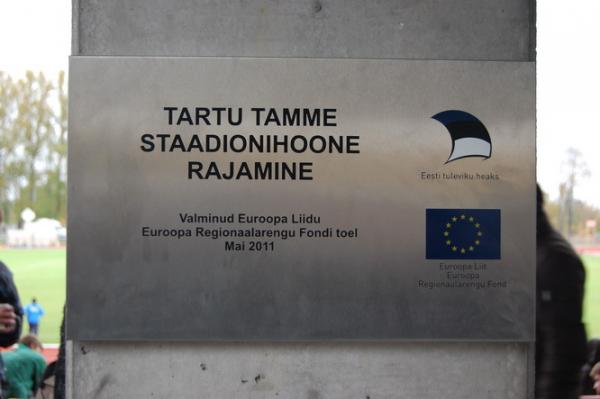 TARTU TAMME
STAADIONIHOONE
RAJAMINE
Valminud Euroopa Liidu
Euroopa Regionaalarengu Fondi toel
Mai 2011
Eesti tuleviku heaks
Euroopa Liit
Euroopa
Regionaalarengu Fond